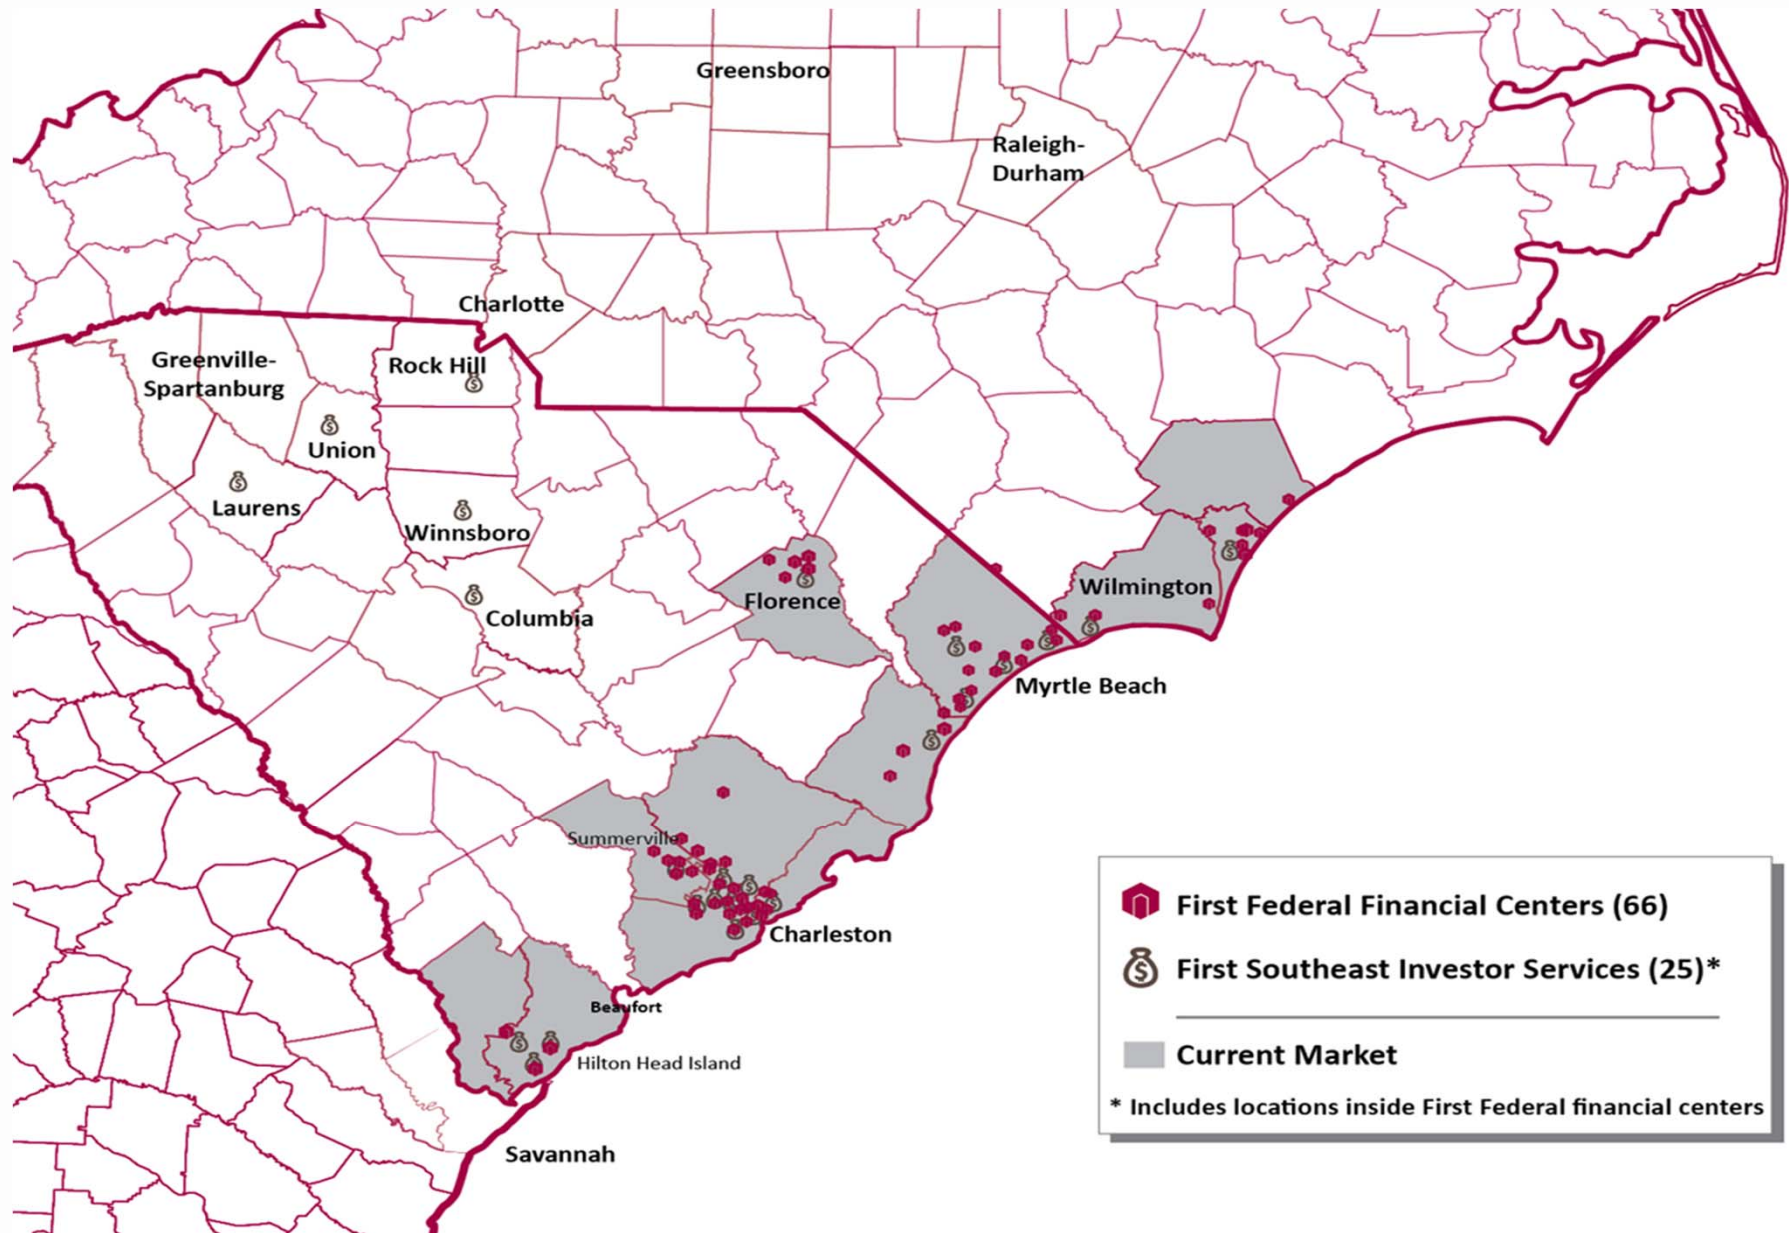 Greensboro
Raleigh-
Durham
Charlotte
Greenville-
Spartanburg
Rock Hill
Union
Laurens
Winnsboro
Columbia
Florence
Wilmington
Myrtle Beach
Summerville
Charleston
Beaufort
Hilton Head Island
Savannah
First Federal Financial Centers (66)
First Southeast Investor Services (25)*
Current Market
* Includes locations inside First Federal financial centers